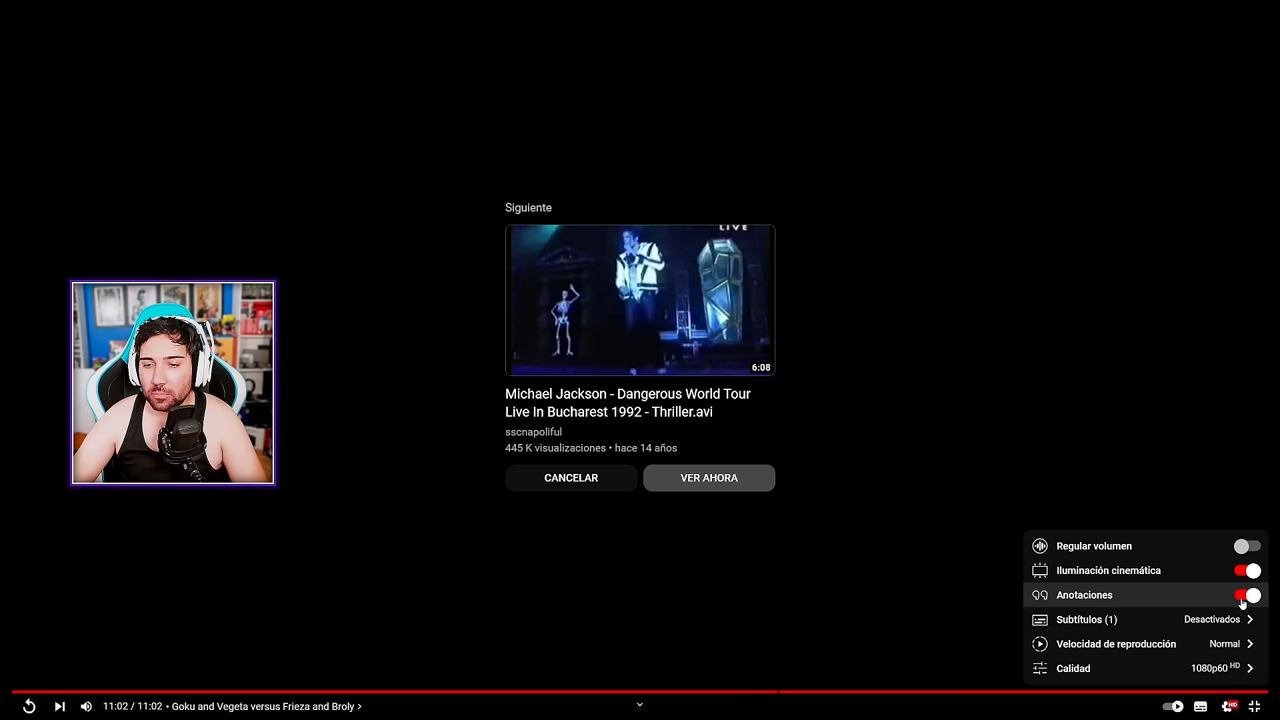 Siguiente
LIVE
6:08
Michael Jackson - Dangerous World Tour
Live In Bucharest 1992 - Thriller.avi
sscnapoliful
445 K visualizaciones • hace 14 años
CANCELAR
VER AHORA
Regular volumen
Iluminación cinemática
Anotaciones
Subtítulos (1) Desactivados
Velocidad de reproducción Normal
Calidad 1080p60 HD
11:02 / 11:02 • Goku and Vegeta versus Frieza and Broly
HD